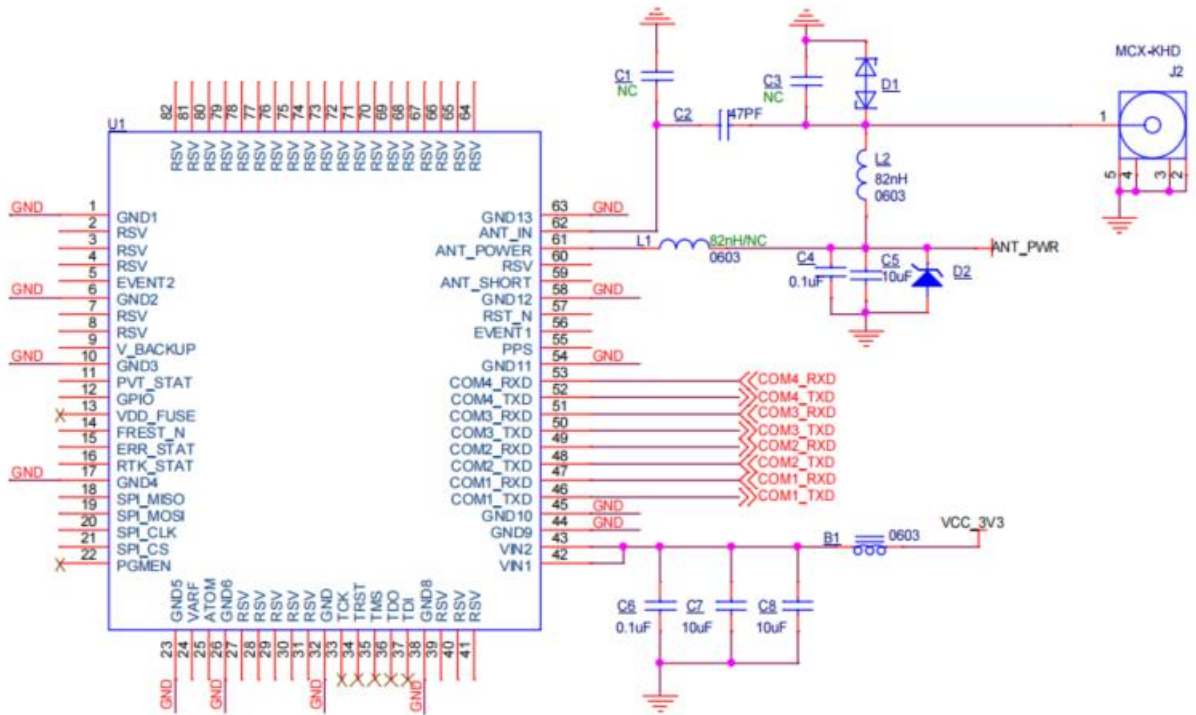 MCX-KHD
J2
C1
NC
C3
NC
D1
C2
47PF
1
5
4
3
2
L2
82nH
0603
82 81 80 79 78 77 76 75 74 73 72 71 70 69 68 67 66 65 64
U1
RSV RSV RSV RSV RSV RSV RSV RSV RSV RSV RSV RSV RSV RSV RSV RSV RSV RSV RSV
GND 1 GND1
2 RSV
3 RSV
4 RSV
5 EVENT2
GND 6 GND2
7 RSV
8 RSV
9 V_BACKUP
GND 10 GND3
11 PVT_STAT
12 GPIO
13 VDD_FUSE
14 FREST_N
15 ERR_STAT
16 RTK_STAT
GND 17 GND4
18 SPI_MISO
19 SPI_MOSI
20 SPI_CLK
21 SPI_CS
22 PGMEN
GND13 63 GND
ANT_IN 62
ANT_POWER 61
RSV 60
ANT_SHORT 59
GND12 58 GND
RST_N 57
EVENT1 56
PPS 55
GND11 54 GND
COM4_RXD 53 COM4_RXD
COM4_TXD 52 COM4_TXD
COM3_RXD 51 COM3_RXD
COM3_TXD 50 COM3_TXD
COM2_RXD 49 COM2_RXD
COM2_TXD 48 COM2_TXD
COM1_RXD 47 COM1_RXD
COM1_TXD 46 COM1_TXD
GND10 45 GND
GND9 44 GND
VIN2 43
VIN1 42
L1
82nH/NC
0603
C4
0.1uF
C5
10uF
D2
ANT_PWR
B1
0603
VCC_3V3
C6
0.1uF
C7
10uF
C8
10uF
GND5 VARF ATOM GND6 RSV RSV RSV RSV RSV GND TCK TRST TMS TDO TDI GND8 RSV RSV RSV
23 24 25 26 27 28 29 30 31 32 33 34 35 36 37 38 39 40 41
GND GND GND GND